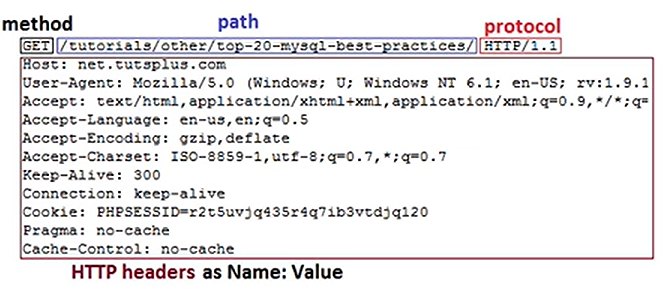 method path protocol
GET /tutorials/other/top-20-mysql-best-practices/ HTTP/1.1
Host: net.tutsplus.com
User-Agent: Mozilla/5.0 (Windows; U; Windows NT 6.1; en-US; rv:1.9.1
Accept: text/html,application/xhtml+xml,application/xml;q=0.9,*/*;q=
Accept-Language: en-us,en;q=0.5
Accept-Encoding: gzip,deflate
Accept-Charset: ISO-8859-1,utf-8;q=0.7,*;q=0.7
Keep-Alive: 300
Connection: keep-alive
Cookie: PHPSESSID=r2t5uvjq435r4q7ib3vtdjq120
Pragma: no-cache
Cache-Control: no-cache
HTTP headers as Name: Value